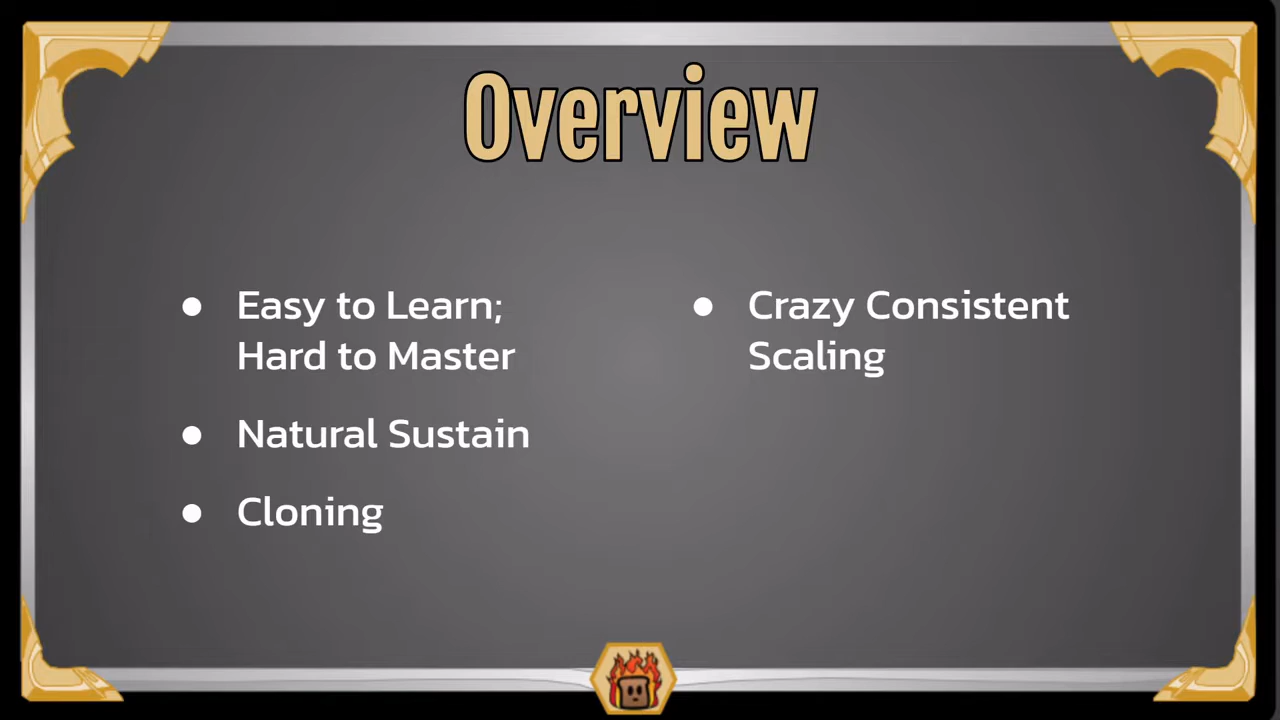 Overview
● Easy to Learn;
Hard to Master
● Natural Sustain
● Cloning
● Crazy Consistent
Scaling